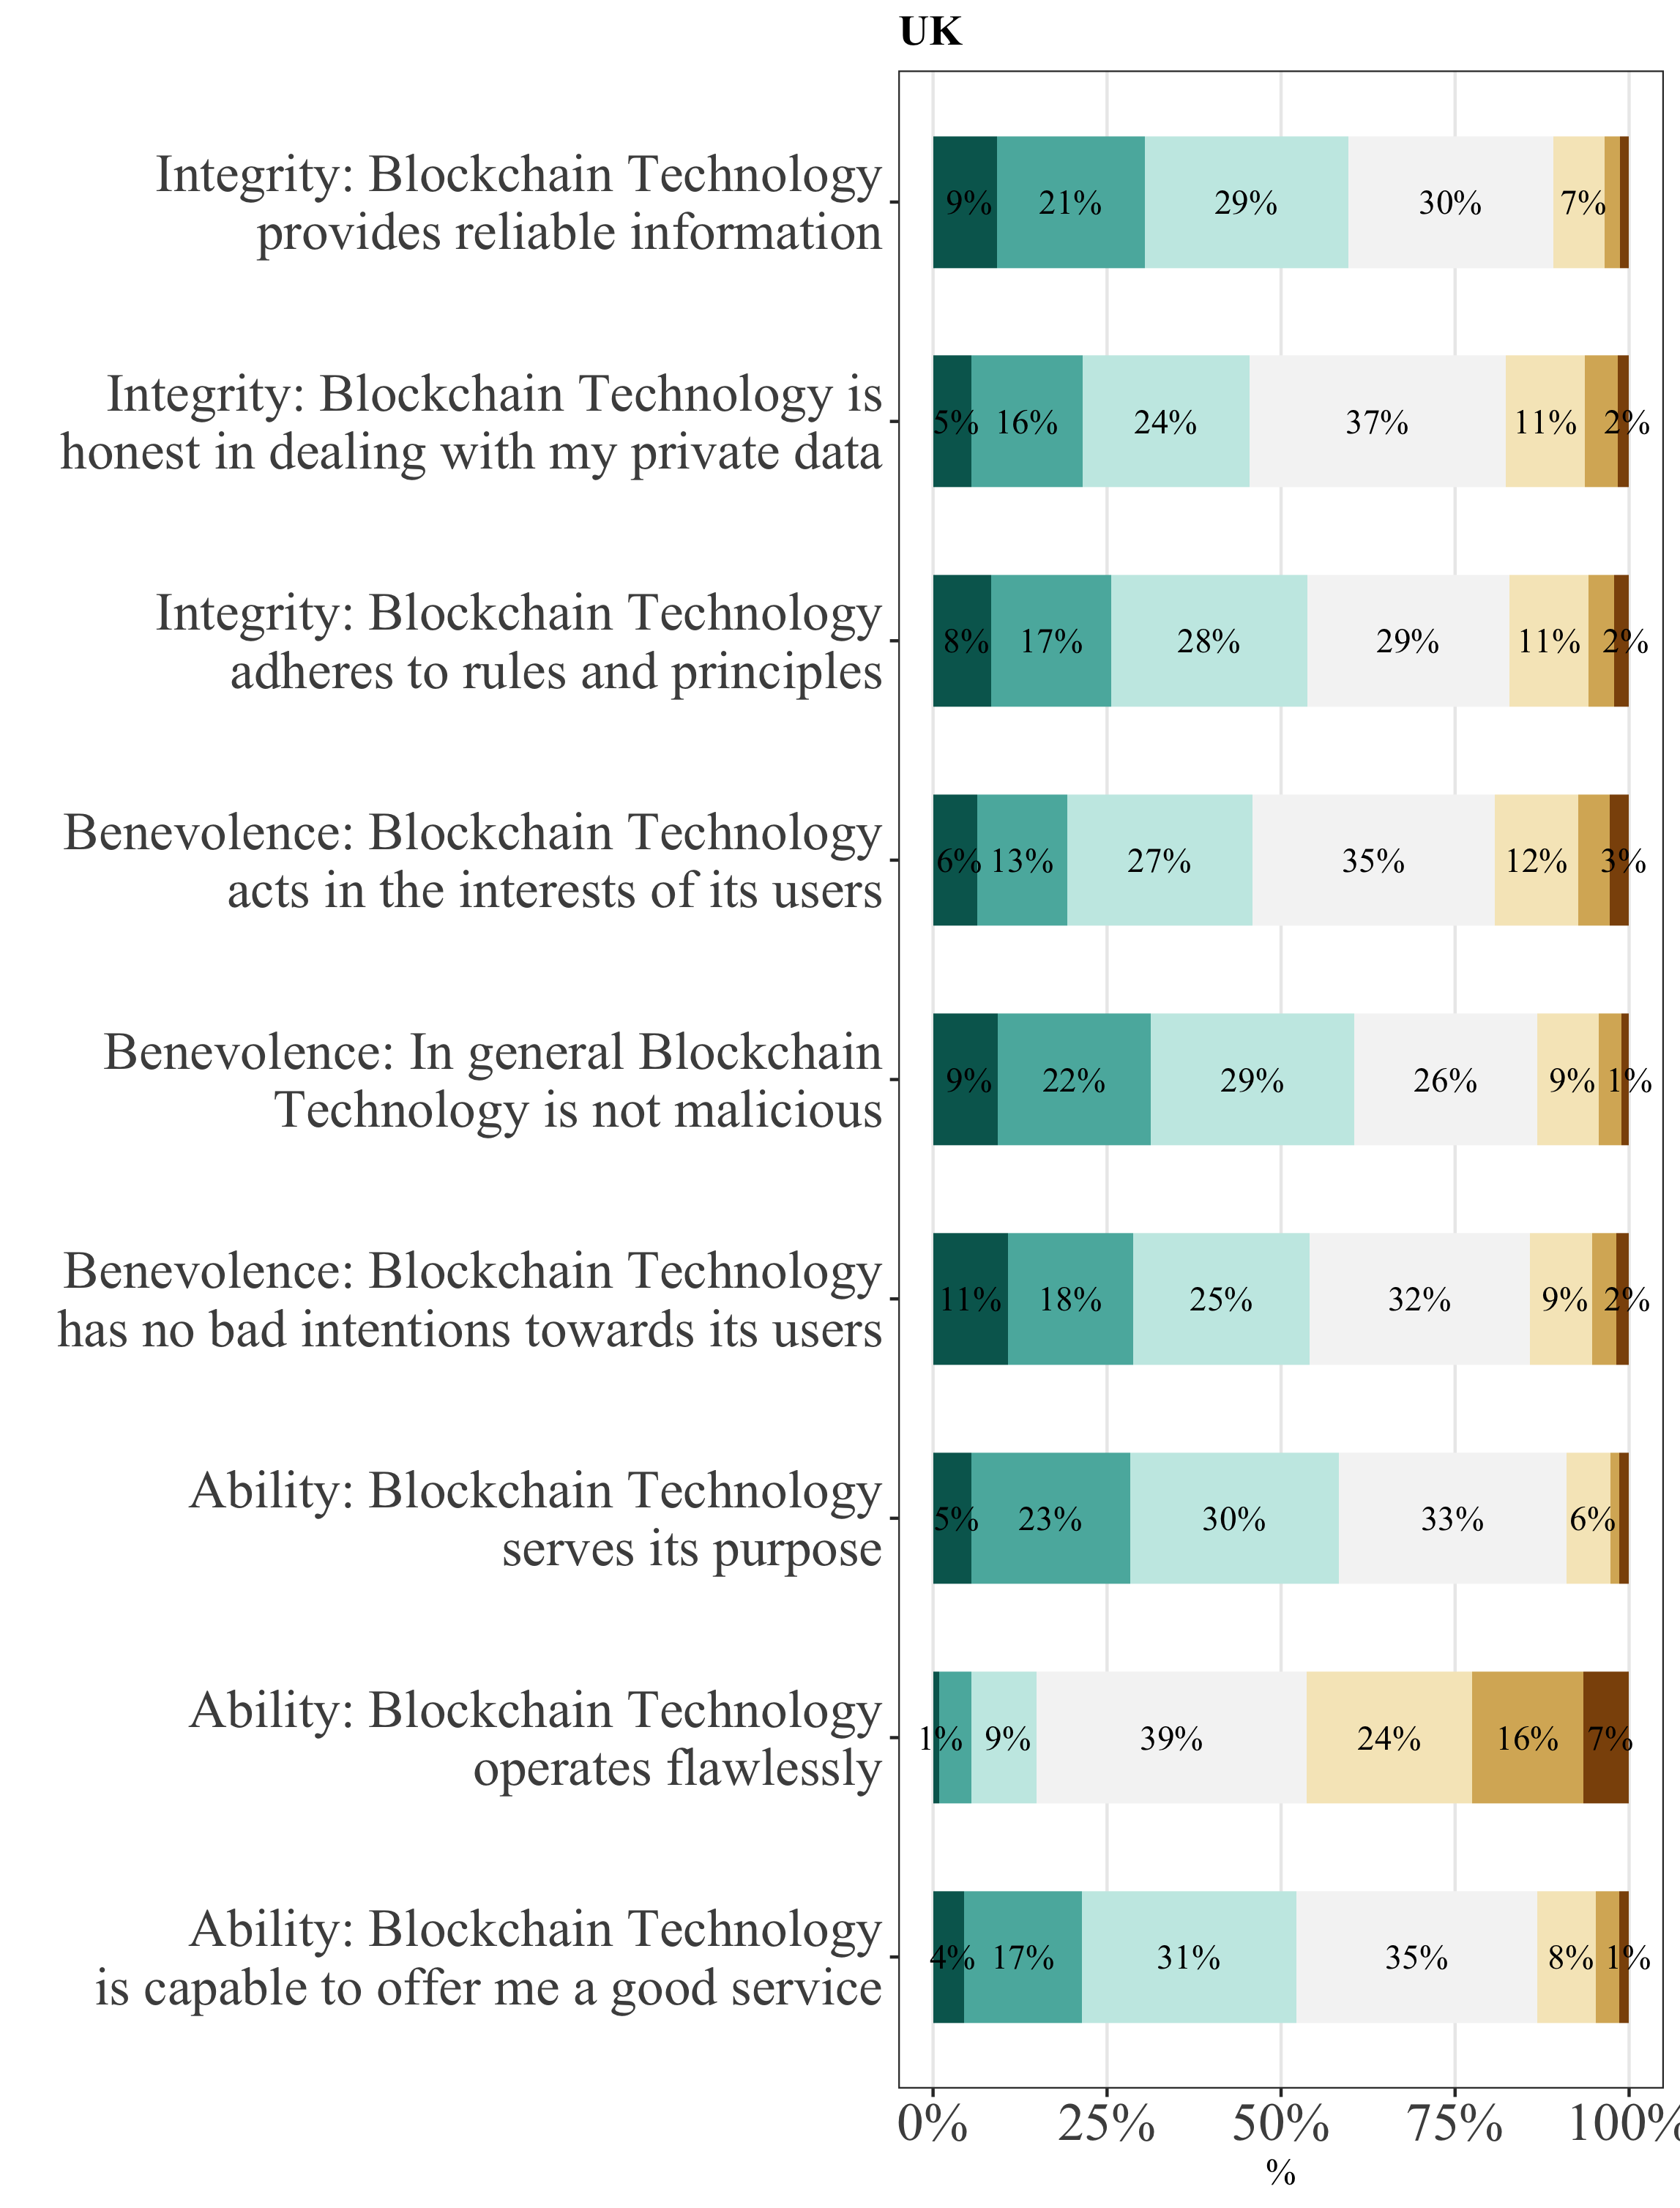 UK
Integrity: Blockchain Technology
provides reliable information
9% 21% 29% 30% 7%
Integrity: Blockchain Technology is
honest in dealing with my private data
5% 16% 24% 37% 11% 2%
Integrity: Blockchain Technology
adheres to rules and principles
8% 17% 28% 29% 11% 2%
Benevolence: Blockchain Technology
acts in the interests of its users
6% 13% 27% 35% 12% 3%
Benevolence: In general Blockchain
Technology is not malicious
9% 22% 29% 26% 9% 1%
Benevolence: Blockchain Technology
has no bad intentions towards its users
11% 18% 25% 32% 9% 2%
Ability: Blockchain Technology
serves its purpose
5% 23% 30% 33% 6%
Ability: Blockchain Technology
operates flawlessly
1% 9% 39% 24% 16% 7%
Ability: Blockchain Technology
is capable to offer me a good service
4% 17% 31% 35% 8% 1%
0% 25% 50% 75% 100%
%